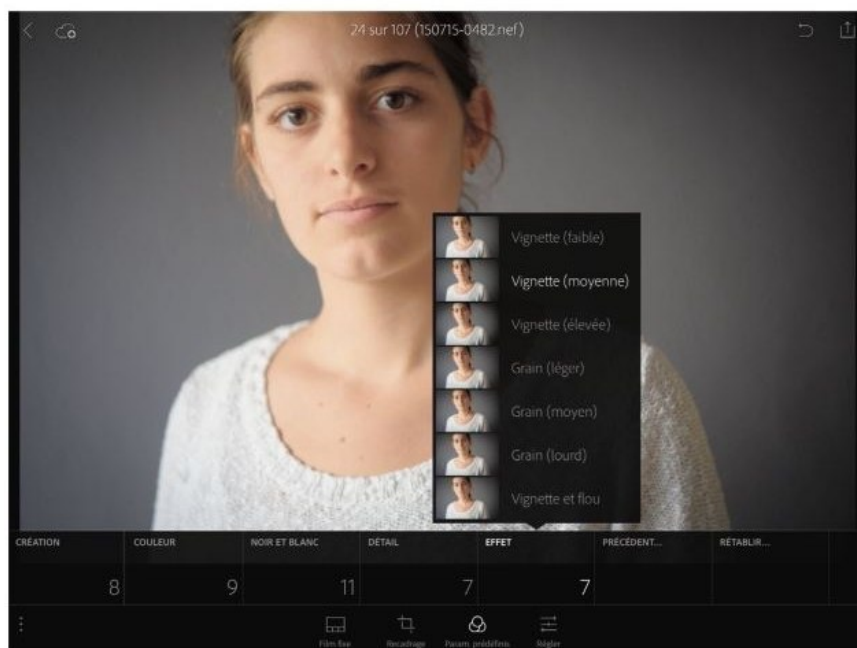 24 sur 107 (150715-0482.nef)
Vignette (faible)
Vignette (moyenne)
Vignette (élevée)
Grain (léger)
Grain (moyen)
Grain (lourd)
Vignette et flou
CRÉATION COULEUR NOIR ET BLANC DÉTAIL EFFET PRÉCÉDENT... RÉTABLIR...
8 9 11 7 7
Film fixe Recadrage Param. prédéfinis Régler